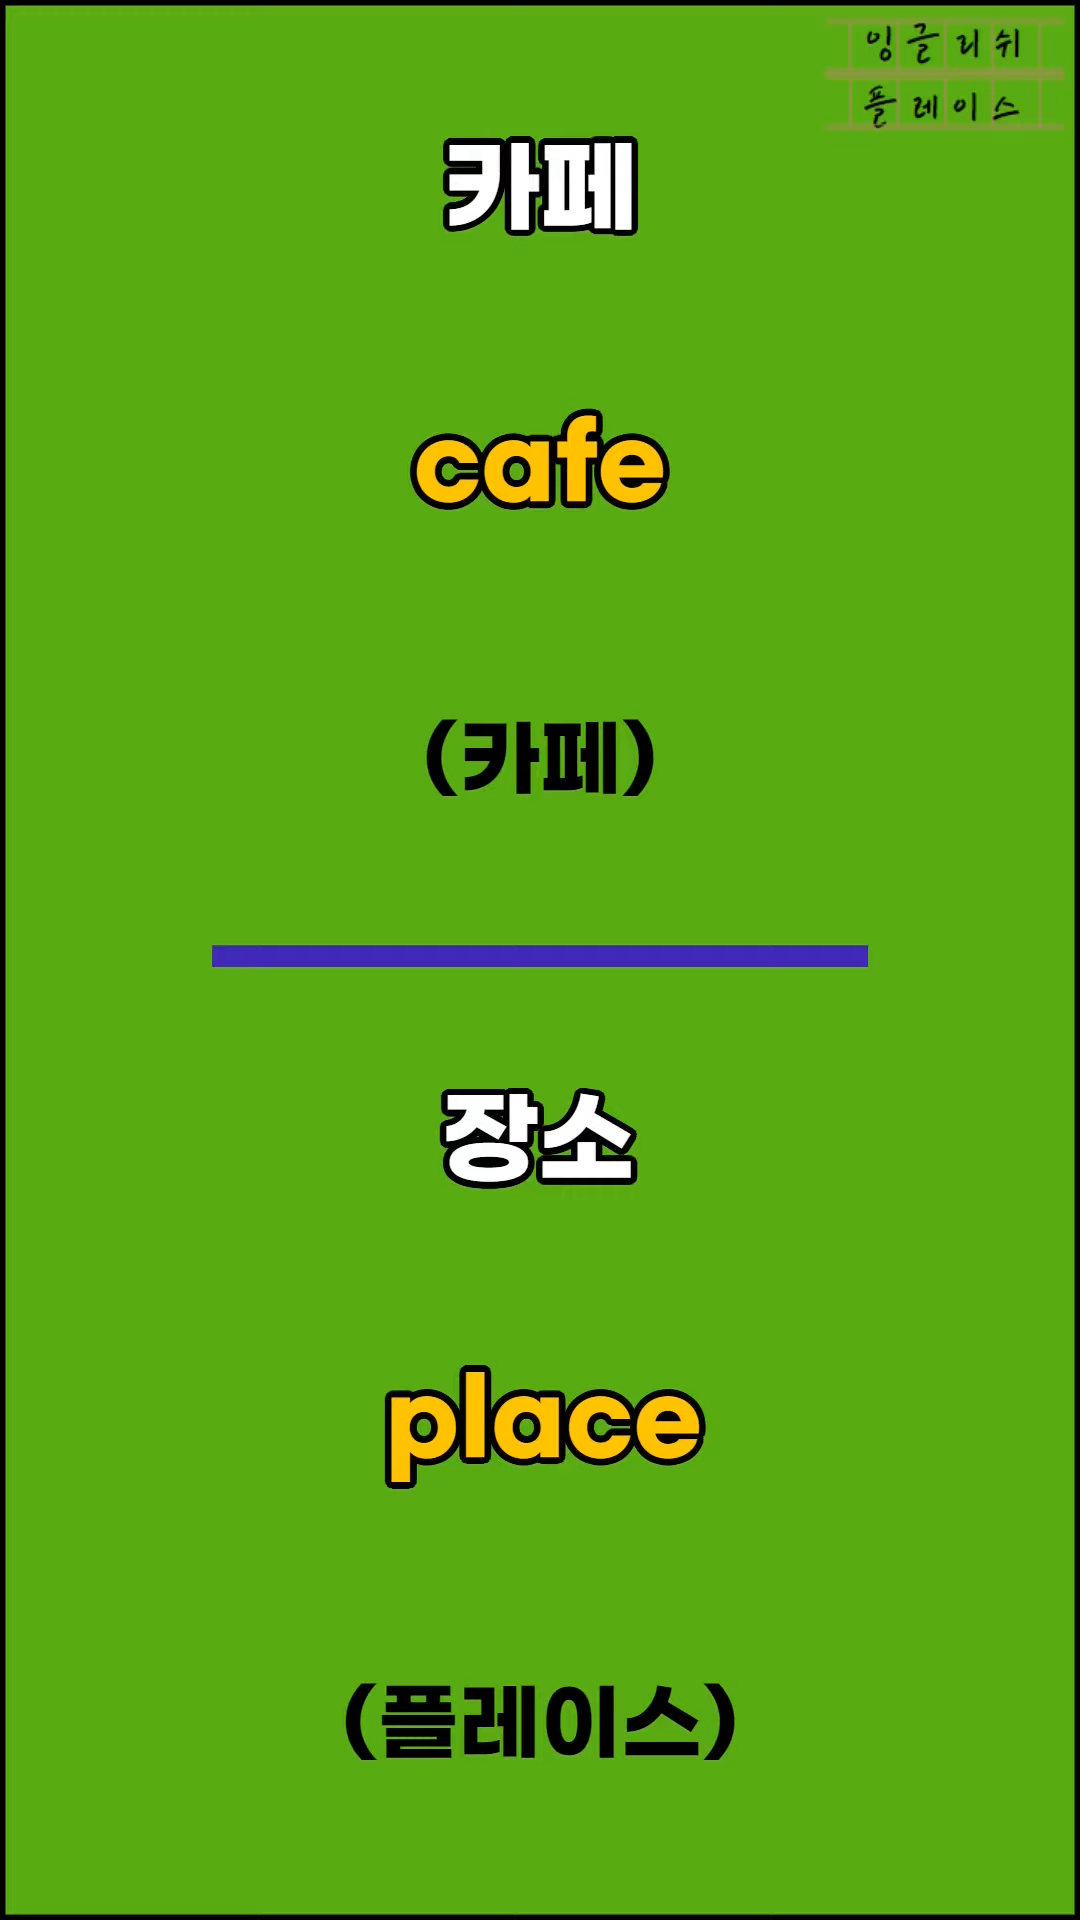 잉글리쉬
플레이스
카페
cafe
(카페)
장소
place
(플레이스)